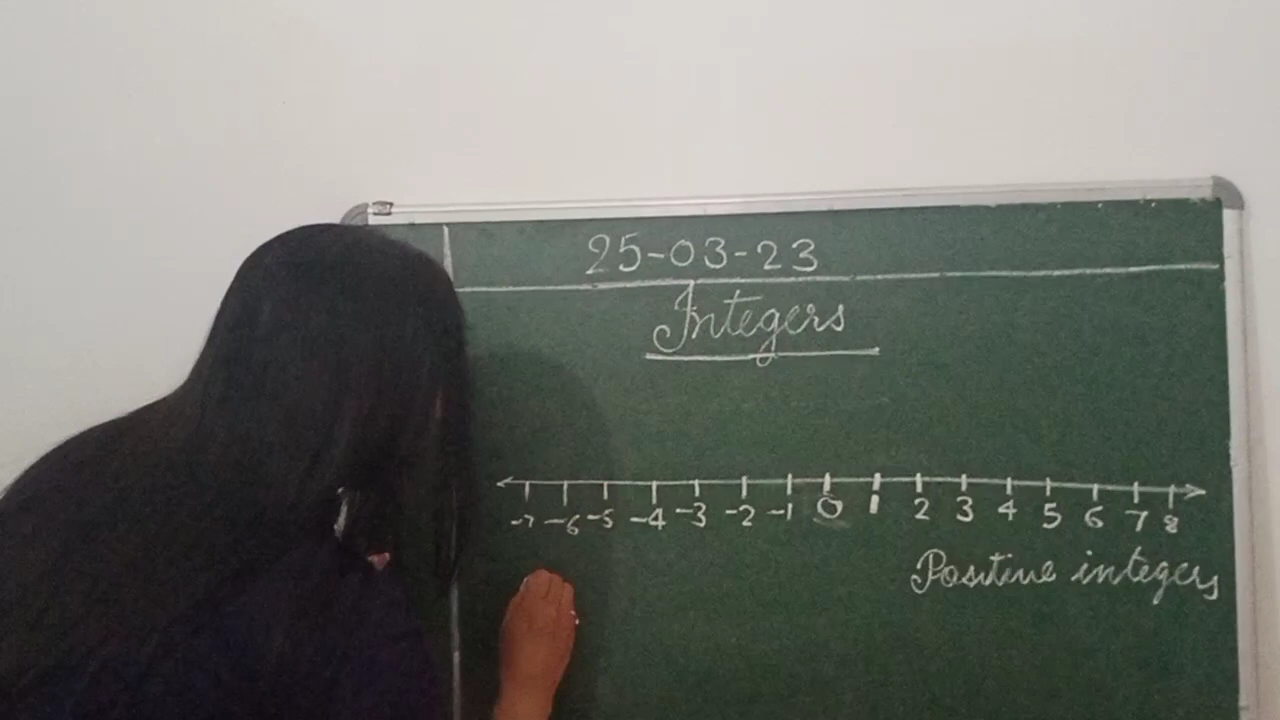 25-03-23
Integers
-7 -6 -5 -4 -3 -2 -1 0 1 2 3 4 5 6 7 8
Positive integers